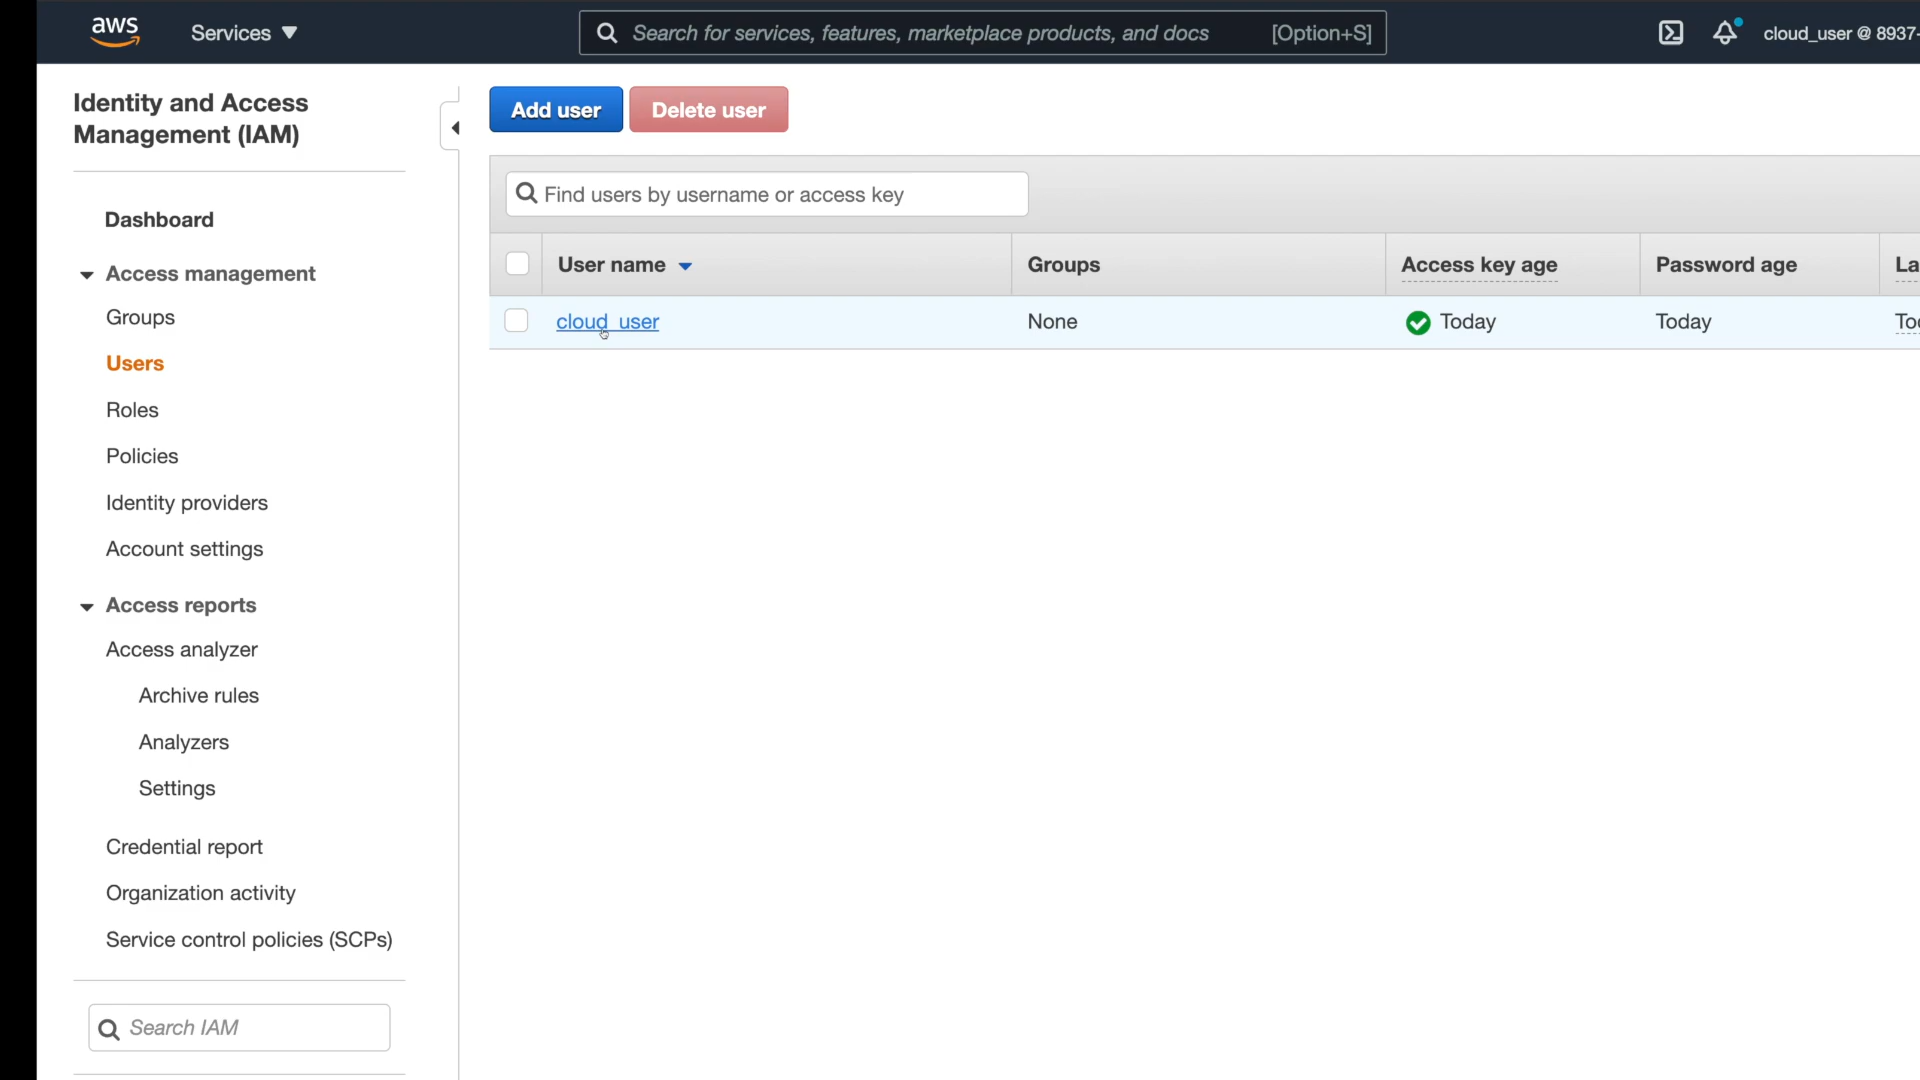 aws
Services
Search for services, features, marketplace products, and docs
[Option+S]
cloud_user @ 8937-
Identity and Access
Management (IAM)
Dashboard
Access management
Groups
Users
Roles
Policies
Identity providers
Account settings
Access reports
Access analyzer
Archive rules
Analyzers
Settings
Credential report
Organization activity
Service control policies (SCPs)
Search IAM
Add user
Delete user
Find users by username or access key
User name
Groups
Access key age
Password age
La
cloud_user
None
Today
Today
Too